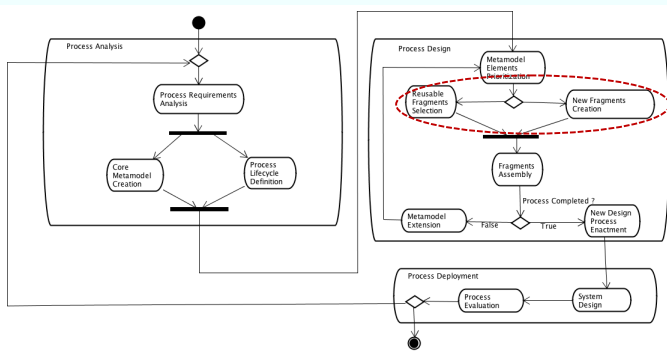 Process Analysis
Process Requirements
Analysis
Core
Metamodel
Creation
Process
Lifecycle
Definition
Process Design
Metamodel
Elements
Prioritization
Reusable
Fragments
Selection
New Fragments
Creation
Fragments
Assembly
Process Completed ?
Metamodel
Extension
False
True
New Design
Process
Enactment
Process Deployment
Process
Evaluation
System
Design